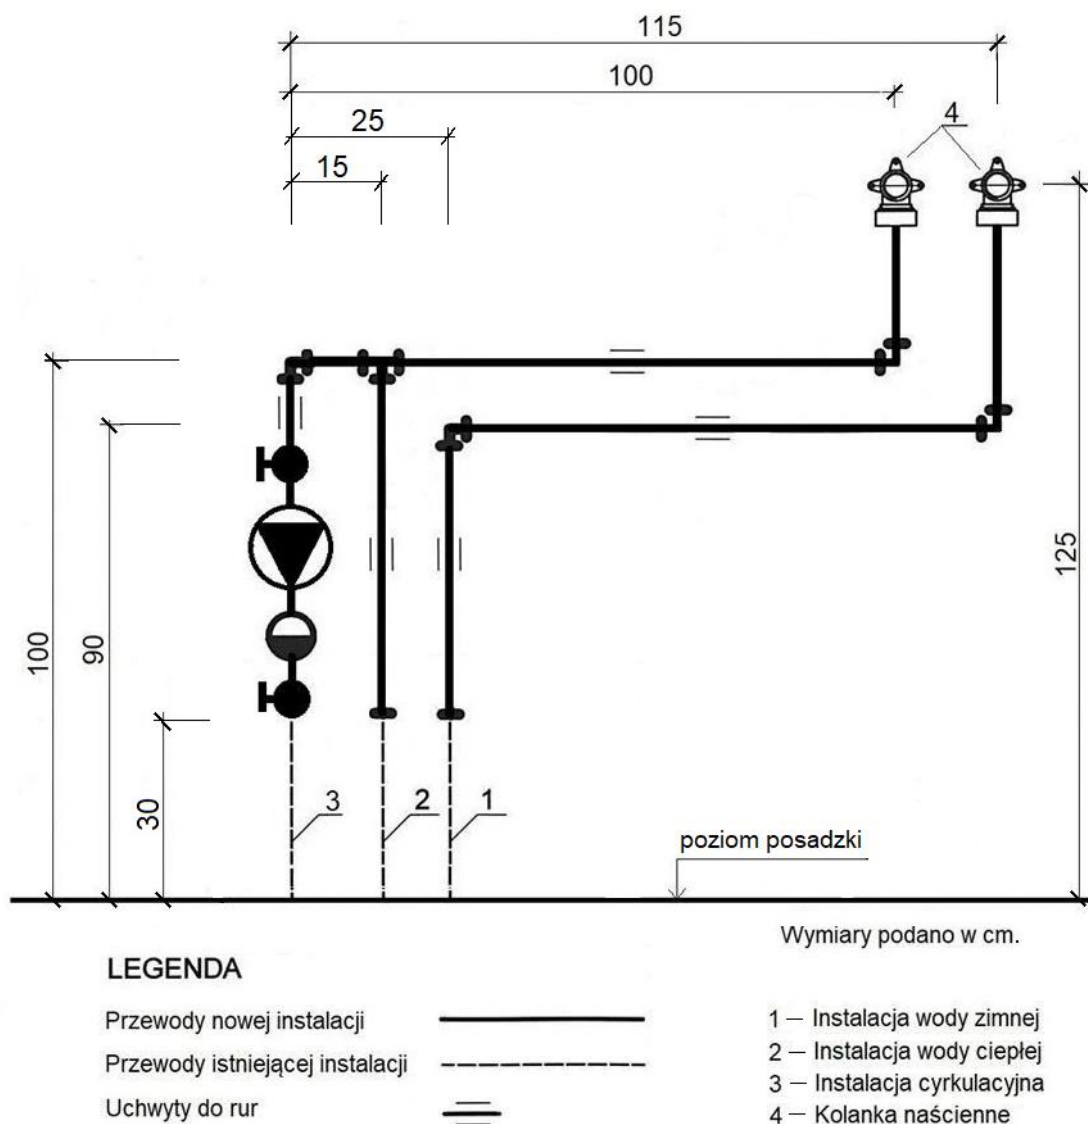 115
100
25
15
4
100
90
30
125
3
2
1
poziom posadzki
Wymiary podano w cm.
LEGENDA
Przewody nowej instalacji
Przewody istniejącej instalacji
Uchwyty do rur
1 – Instalacja wody zimnej
2 – Instalacja wody ciepłej
3 – Instalacja cyrkulacyjna
4 – Kolanka naścienne